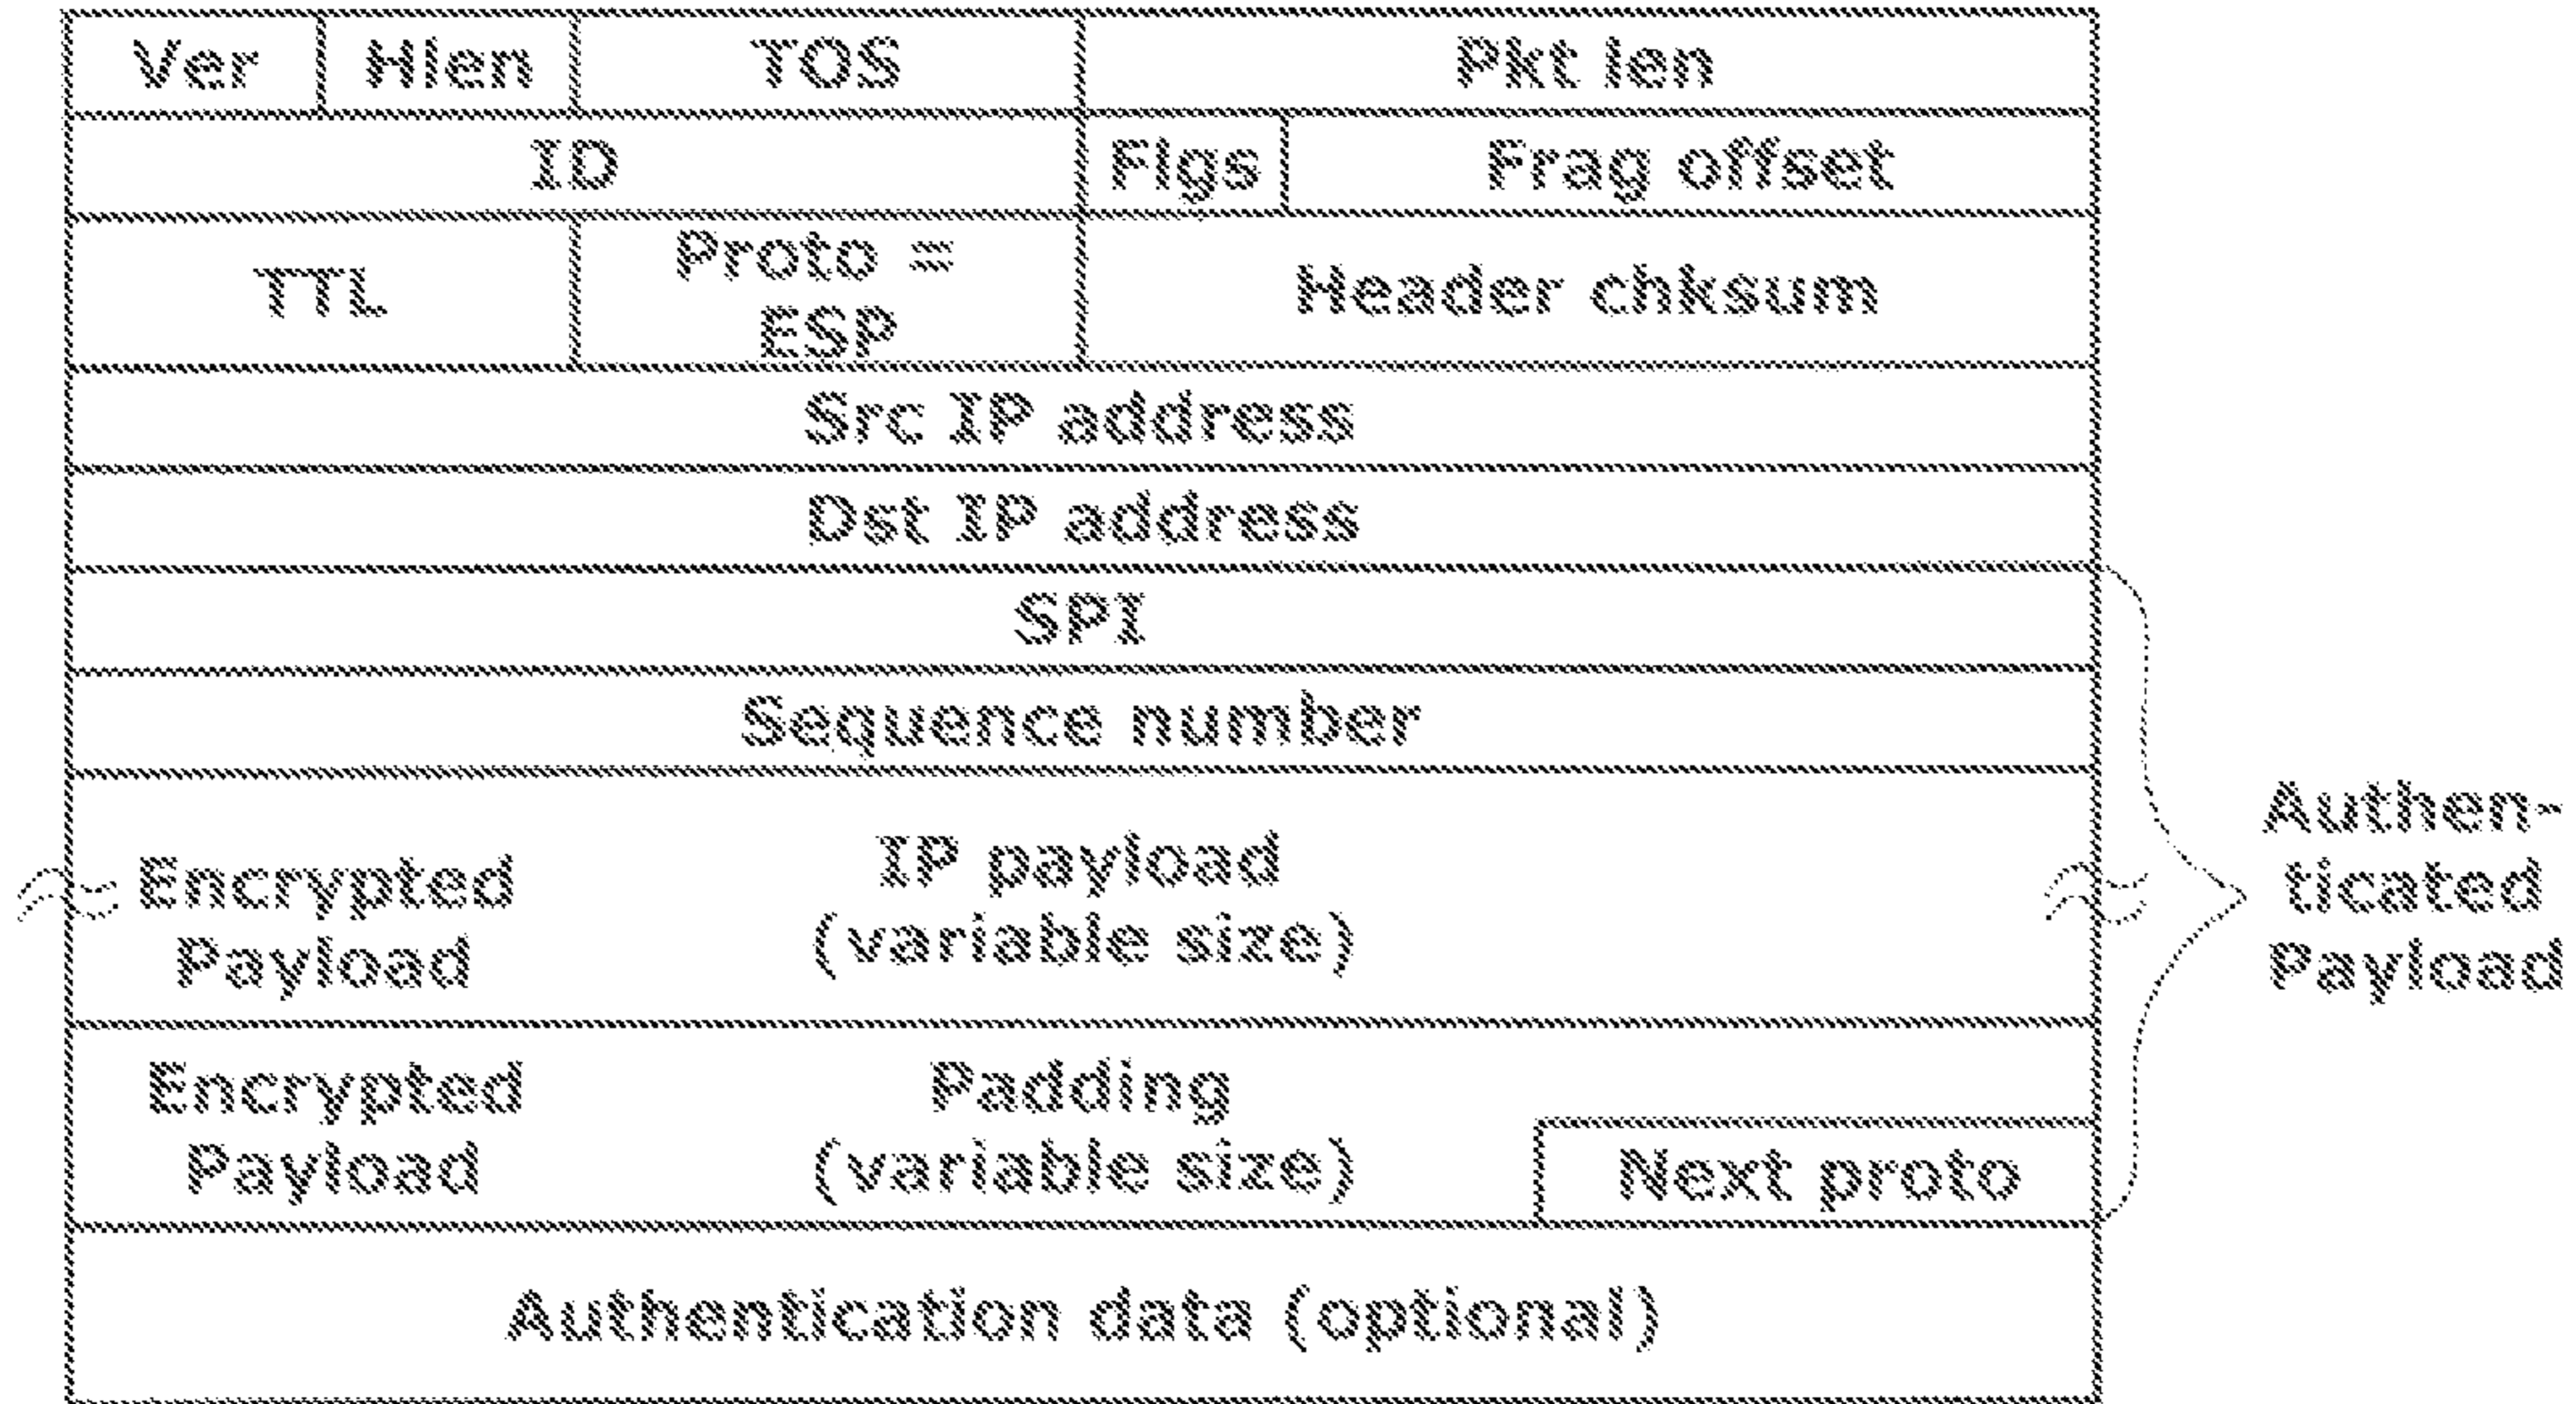 Ver Hlen TOS Pkt len
ID Flgs Frag offset
TTL Proto = Header chksum
ESP
Src IP address
Dst IP address
SPI
Sequence number
Encrypted
Payload
IP payload
(variable size)
Authen-
ticated
Payload
Encrypted
Payload
Padding
(variable size)
Next proto
Authentication data (optional)